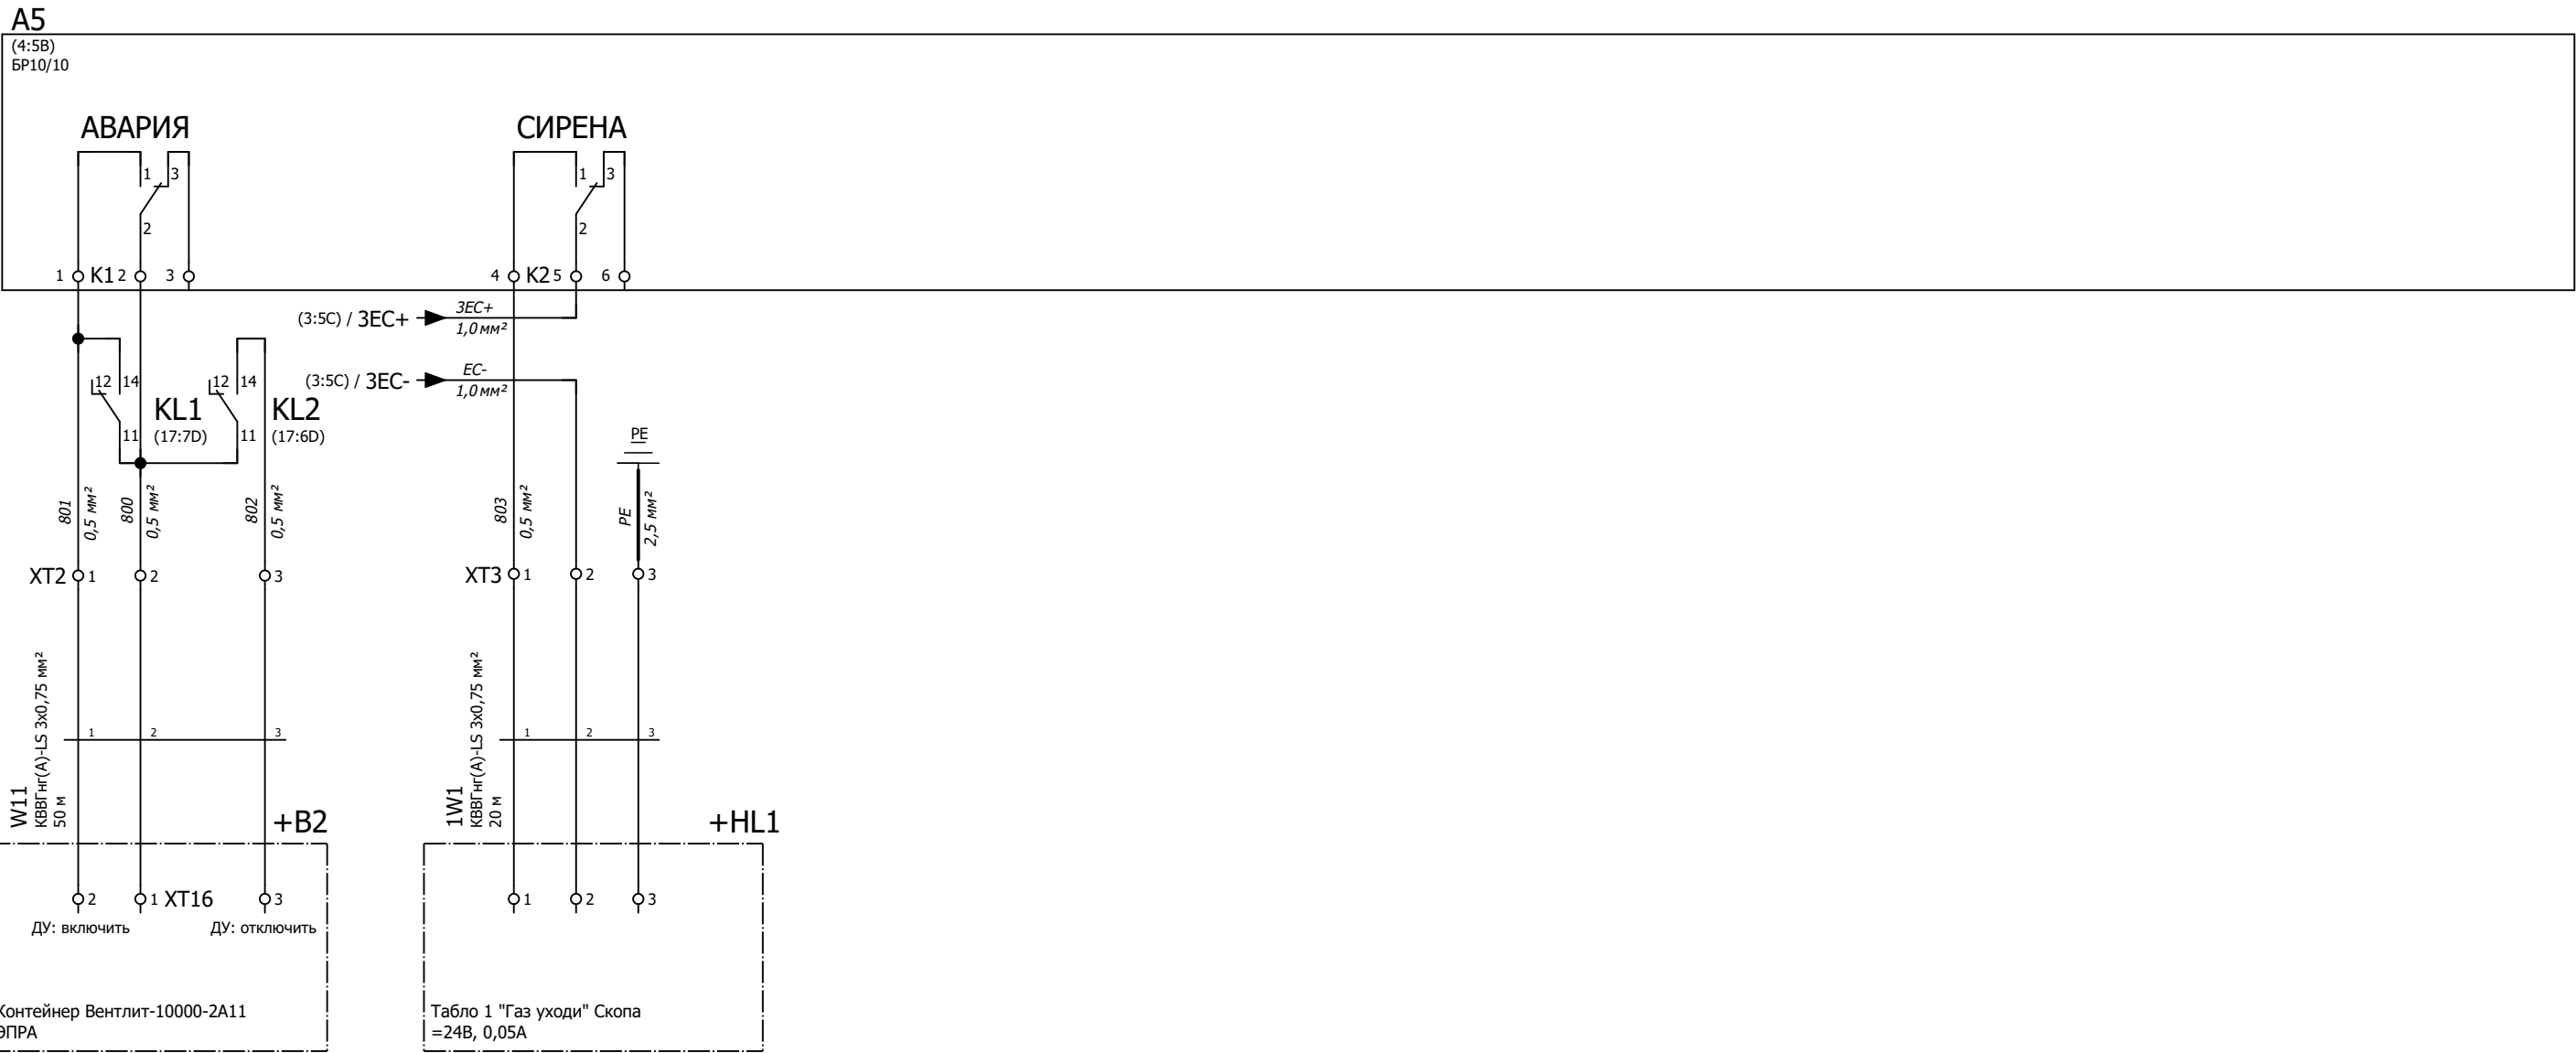 A5
(4:5B)
БР10/10
АВАРИЯ
СИРЕНА
1 3
2
1 3
2
1 K1 2 3
4 K2 5 6
(3:5C) / 3EC+
3EC+
1,0 мм²
(3:5C) / 3EC-
EC-
1,0 мм²
12 14
11
KL1
(17:7D)
12 14
11
KL2
(17:6D)
PE
801
0,5 мм²
800
0,5 мм²
802
0,5 мм²
803
0,5 мм²
PE
2,5 мм²
XT2 1 2 3
XT3 1 2 3
W11
КВВГнг(А)-LS 3x0,75 мм²
50 м
1 2 3
1W1
КВВГнг(А)-LS 3x0,75 мм²
20 м
1 2 3
+B2
+HL1
2 1 XT16 3
ДУ: включить
ДУ: отключить
1 2 3
Контейнер Вентлит-10000-2А11
ЭПРА
Табло 1 "Газ уходи" Скопа
=24В, 0,05А